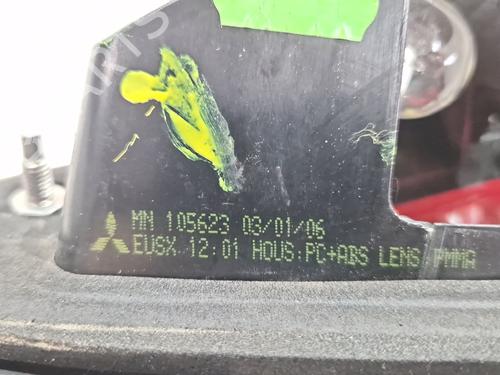 MN 105623 03/01/06
EUSX 12:01 HOUS:PC+ABS LENS:PMMA